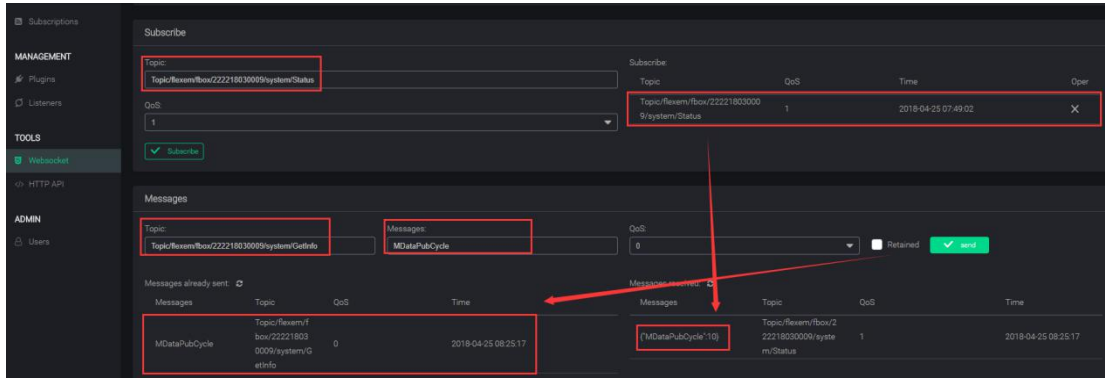 Subscriptions
MANAGEMENT
Plugins
Listeners
TOOLS
Websocket
</> HTTP API
ADMIN
Users
Subscribe
Topic:
Topic/flexem/fbox/222218030009/system/Status
QoS:
1
Subscribe
Subscribe:
Topic QoS Time Oper
Topic/flexem/fbox/22221803000
9/system/Status
1 2018-04-25 07:49:02 X
Messages
Topic:
Topic/flexem/fbox/222218030009/system/GetInfo
Messages:
MDataPubCycle
QoS:
0
Retained
send
Messages already sent:
Messages Topic QoS Time
MDataPubCycle
Topic/flexem/f
box/22221803
0009/system/G
etInfo
0 2018-04-25 08:25:17
Messages received:
Messages Topic QoS Time
{"MDataPubCycle":10}
Topic/flexem/fbox/2
22218030009/syste
m/Status
1 2018-04-25 08:25:17